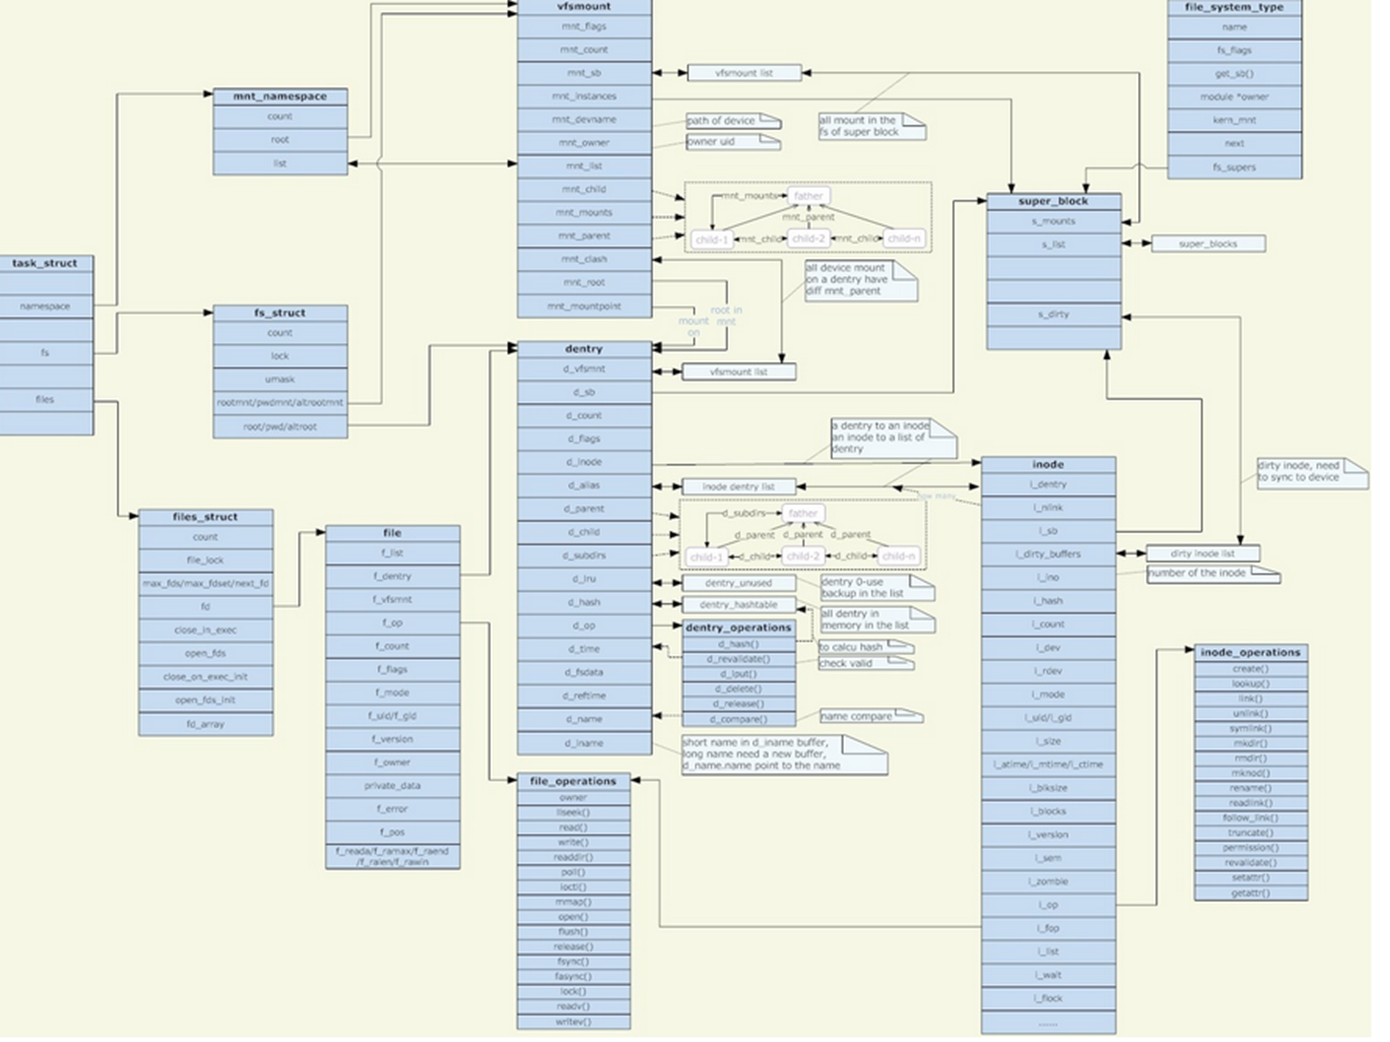 vfsmount
mnt_flags
mnt_count
mnt_sb
mnt_instances
mnt_devname
mnt_owner
mnt_list
mnt_child
mnt_mounts
mnt_parent
mnt_clash
mnt_root
mnt_mountpoint
file_system_type
name
fs_flags
get_sb()
module *owner
kern_mnt
next
fs_supers
mnt_namespace
count
root
list
vfsmount list
path of device
owner uid
all mount in the
fs of super block
mnt_mounts
father
mnt_parent
child-1
mnt_child
child-2
mnt_child
child-n
super_block
s_mounts
s_list
s_dirty
super_blocks
all device mount
on a dentry have
diff mnt_parent
root in
mnt
mount
on
task_struct
namespace
fs
files
fs_struct
count
lock
umask
rootmnt/pwdmnt/altrootmnt
root/pwd/altroot
dentry
d_vfsmnt
d_sb
d_count
d_flags
d_inode
d_alias
d_parent
d_child
d_subdirs
d_lru
d_hash
d_op
d_time
d_fsdata
d_reftime
d_name
d_iname
vfsmount list
a dentry to an inode
an inode to a list of
dentry
inode dentry list
how many
d_subdirs
father
d_parent
d_parent
d_parent
child-1
d_child
child-2
d_child
child-n
dentry_unused
dentry 0-use
backup in the list
dentry_hashtable
all dentry in
memory in the list
dentry_operations
d_hash()
d_revalidate()
d_iput()
d_delete()
d_release()
d_compare()
to calcu hash
check valid
name compare
short name in d_iname buffer,
long name need a new buffer,
d_name.name point to the name
inode
i_dentry
i_nlink
i_sb
i_dirty_buffers
i_ino
i_hash
i_count
i_dev
i_rdev
i_mode
i_uid/i_gid
i_size
i_atime/i_mtime/i_ctime
i_blksize
i_blocks
i_version
i_sem
i_zombie
i_op
i_fop
i_list
i_wait
i_flock
......
dirty inode, need
to sync to device
dirty inode list
number of the inode
files_struct
count
file_lock
max_fds/max_fdset/next_fd
fd
close_in_exec
open_fds
close_on_exec_init
open_fds_init
fd_array
file
f_list
f_dentry
f_vfsmnt
f_op
f_count
f_flags
f_mode
f_uid/f_gid
f_version
f_owner
private_data
f_error
f_pos
f_reada/f_ramax/f_raend
/f_ralen/f_rawin
file_operations
owner
llseek()
read()
write()
readdir()
poll()
ioctl()
mmap()
open()
flush()
release()
fsync()
fasync()
lock()
readv()
writev()
inode_operations
create()
lookup()
link()
unlink()
symlink()
mkdir()
rmdir()
mknod()
rename()
readlink()
follow_link()
truncate()
permission()
revalidate()
setattr()
getattr()